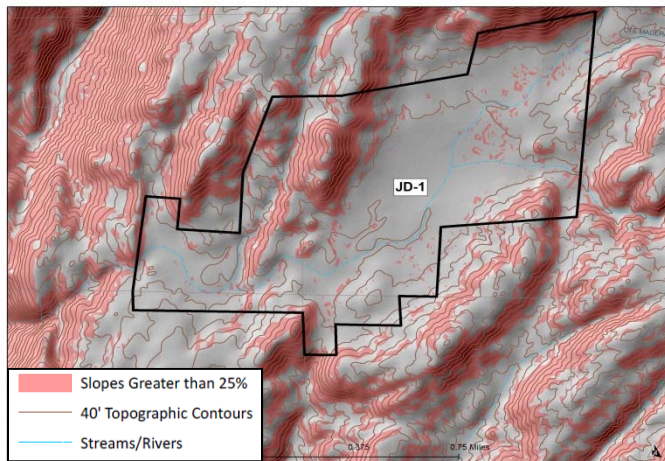 JD-1
Slopes Greater than 25%
40' Topographic Contours
Streams/Rivers
0.375
0.75 Miles